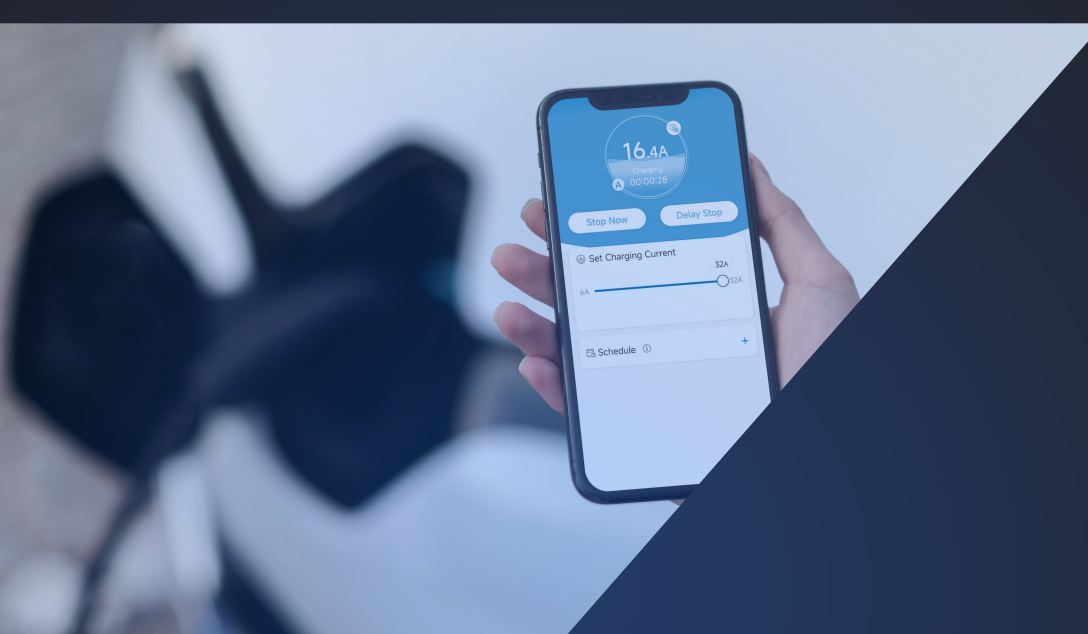 16.4A
Charging
A 00:00:28
Stop Now Delay Stop
Set Charging Current
32A
6A 32A
Schedule +